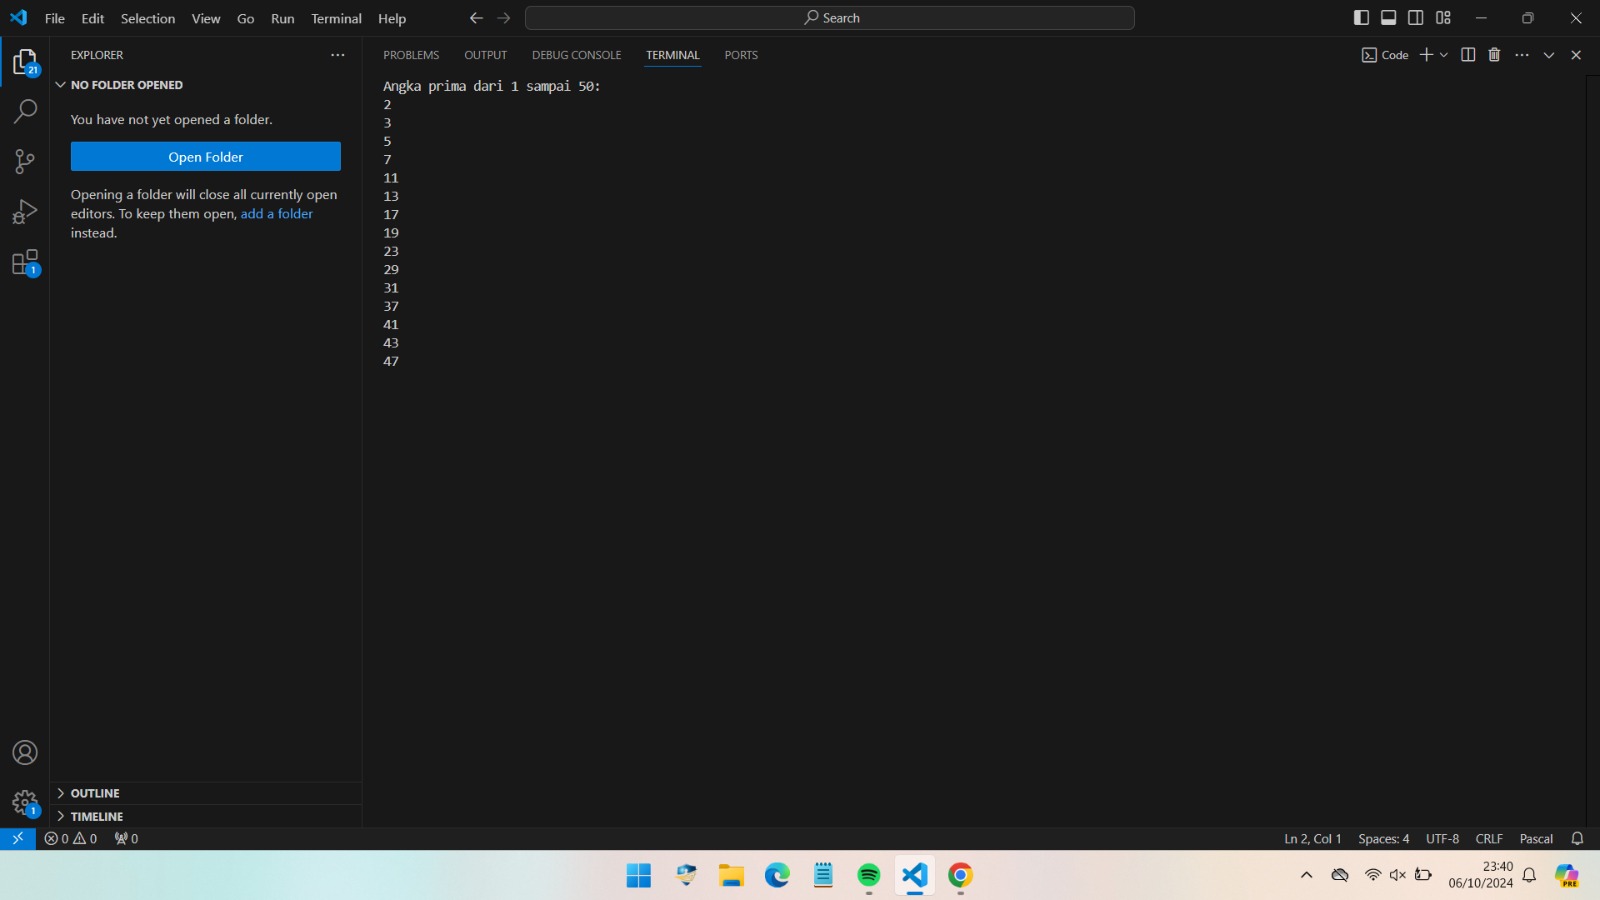 File Edit Selection View Go Run Terminal Help
Search
EXPLORER
PROBLEMS OUTPUT DEBUG CONSOLE TERMINAL PORTS
Code
21
NO FOLDER OPENED
You have not yet opened a folder.
Open Folder
Opening a folder will close all currently open
editors. To keep them open, add a folder
instead.
1
Angka prima dari 1 sampai 50:
2
3
5
7
11
13
17
19
23
29
31
37
41
43
47
OUTLINE
TIMELINE
1
0 0 0
Ln 2, Col 1 Spaces: 4 UTF-8 CRLF Pascal
23:40
06/10/2024
PRE